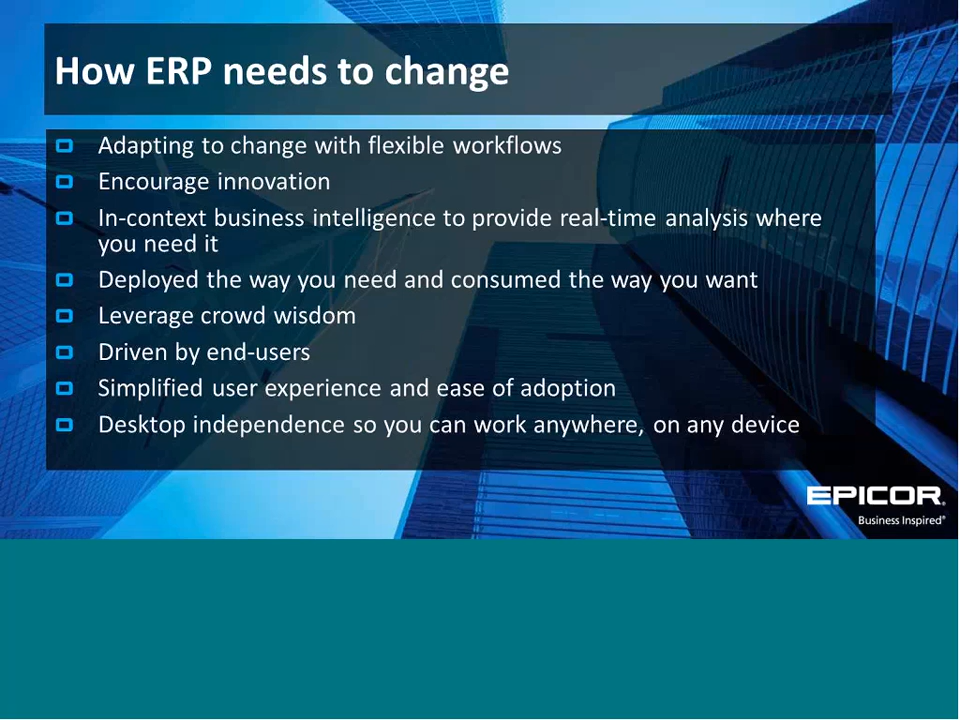 How ERP needs to change
Adapting to change with flexible workflows
Encourage innovation
In-context business intelligence to provide real-time analysis where
you need it
Deployed the way you need and consumed the way you want
Leverage crowd wisdom
Driven by end-users
Simplified user experience and ease of adoption
Desktop independence so you can work anywhere, on any device
EPICOR®
Business Inspired®